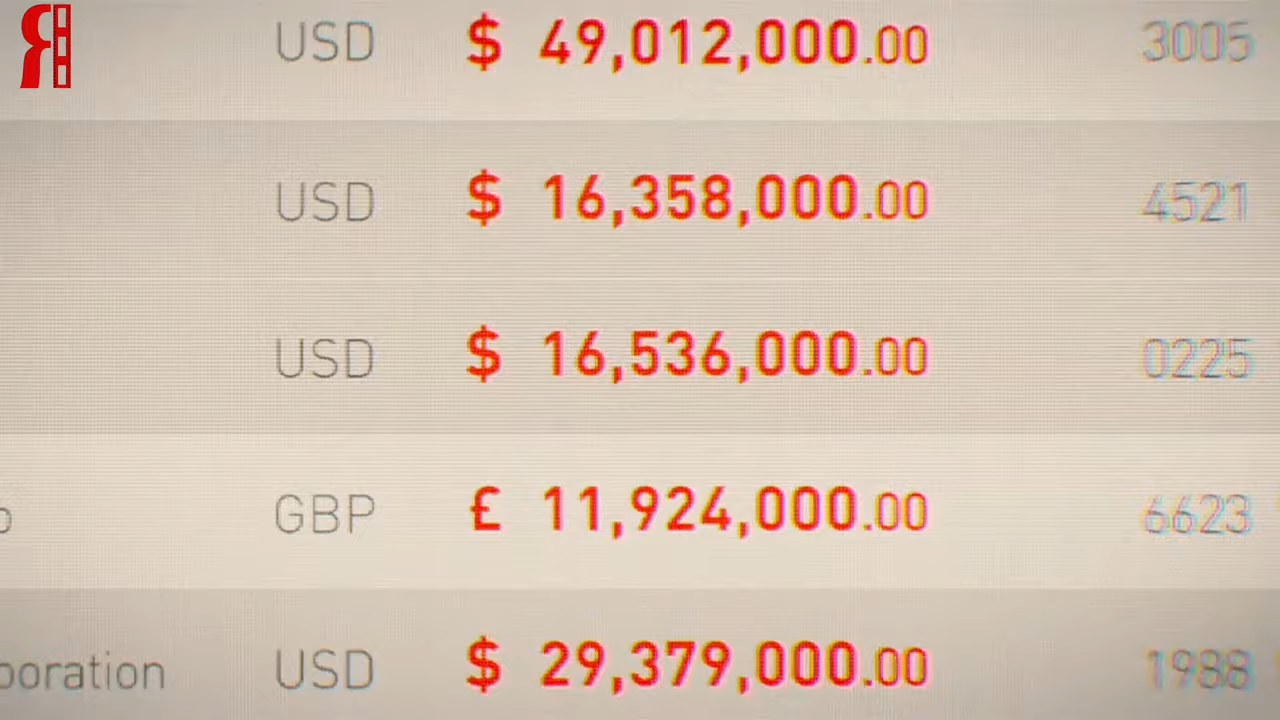 USD $ 49,012,000.00 3005
USD $ 16,358,000.00 4521
USD $ 16,536,000.00 0225
GBP £ 11,924,000.00 6623
poration USD $ 29,379,000.00 1988